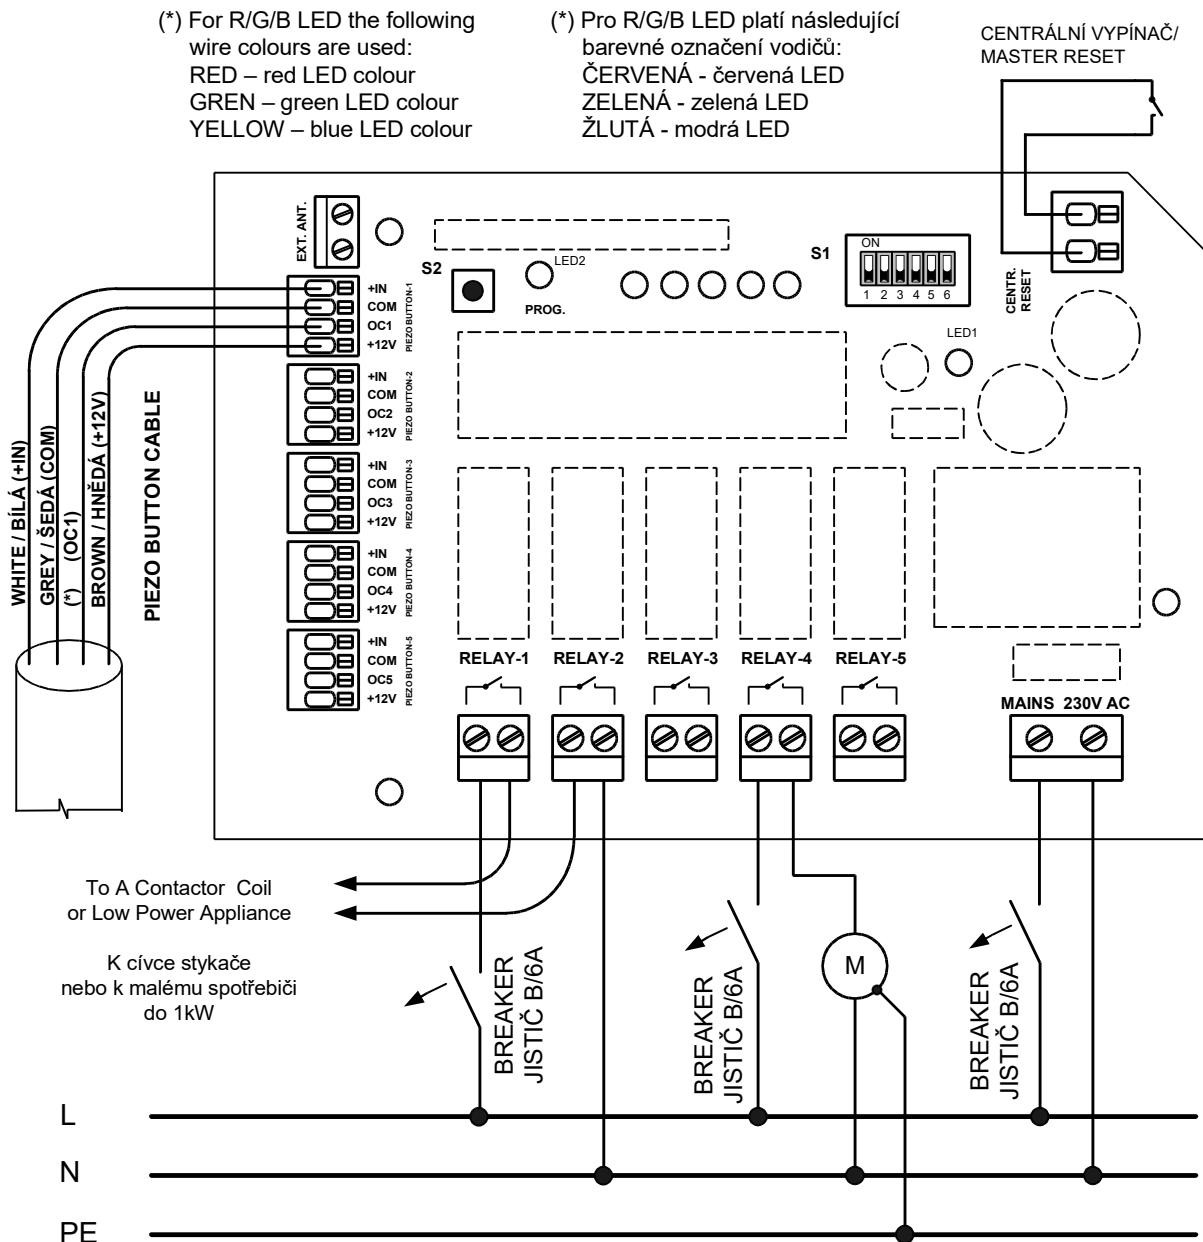 (*) For R/G/B LED the following
wire colours are used:
RED – red LED colour
GREN – green LED colour
YELLOW – blue LED colour
(*) Pro R/G/B LED platí následující
barevné označení vodičů:
ČERVENÁ - červená LED
ZELENÁ - zelená LED
ŽLUTÁ - modrá LED
CENTRÁLNÍ VYPÍNAČ/
MASTER RESET
EXT. ANT.
S2
LED2
PROG.
S1
ON
1 2 3 4 5 6
CENTR.
RESET
LED1
+IN
COM
OC1
+12V
PIEZO BUTTON-1
+IN
COM
OC2
+12V
PIEZO BUTTON-2
+IN
COM
OC3
+12V
PIEZO BUTTON-3
+IN
COM
OC4
+12V
PIEZO BUTTON-4
+IN
COM
OC5
+12V
PIEZO BUTTON-5
WHITE / BÍLÁ (+IN)
GREY / ŠEDÁ (COM)
(*) (OC1)
BROWN / HNĚDÁ (+12V)
PIEZO BUTTON CABLE
RELAY-1 RELAY-2 RELAY-3 RELAY-4 RELAY-5
MAINS 230V AC
To A Contactor Coil
or Low Power Appliance
K cívce stykače
nebo k malému spotřebiči
do 1kW
BREAKER
JISTIČ B/6A
BREAKER
JISTIČ B/6A
M
BREAKER
JISTIČ B/6A
L
N
PE